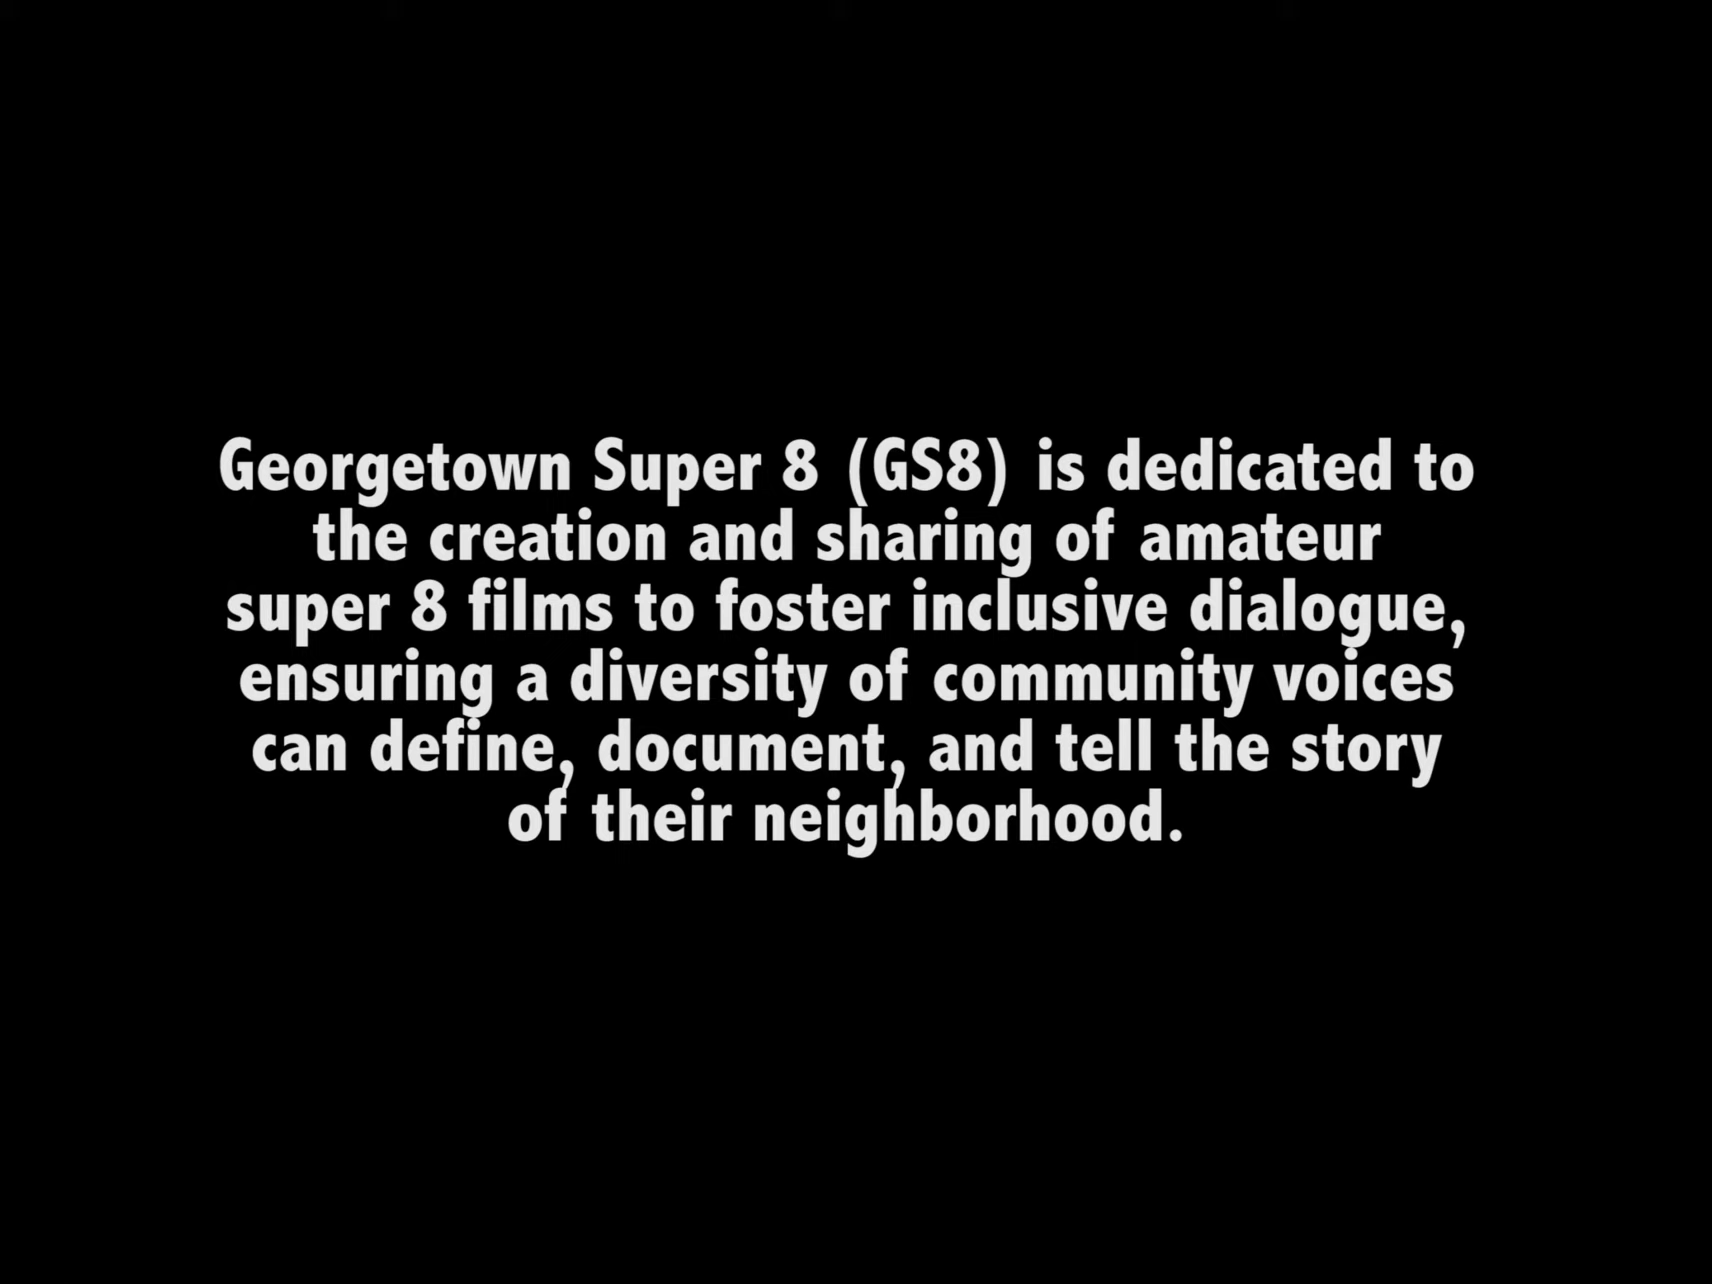 Georgetown Super 8 (GS8) is dedicated to
the creation and sharing of amateur
super 8 films to foster inclusive dialogue,
ensuring a diversity of community voices
can define, document, and tell the story
of their neighborhood.